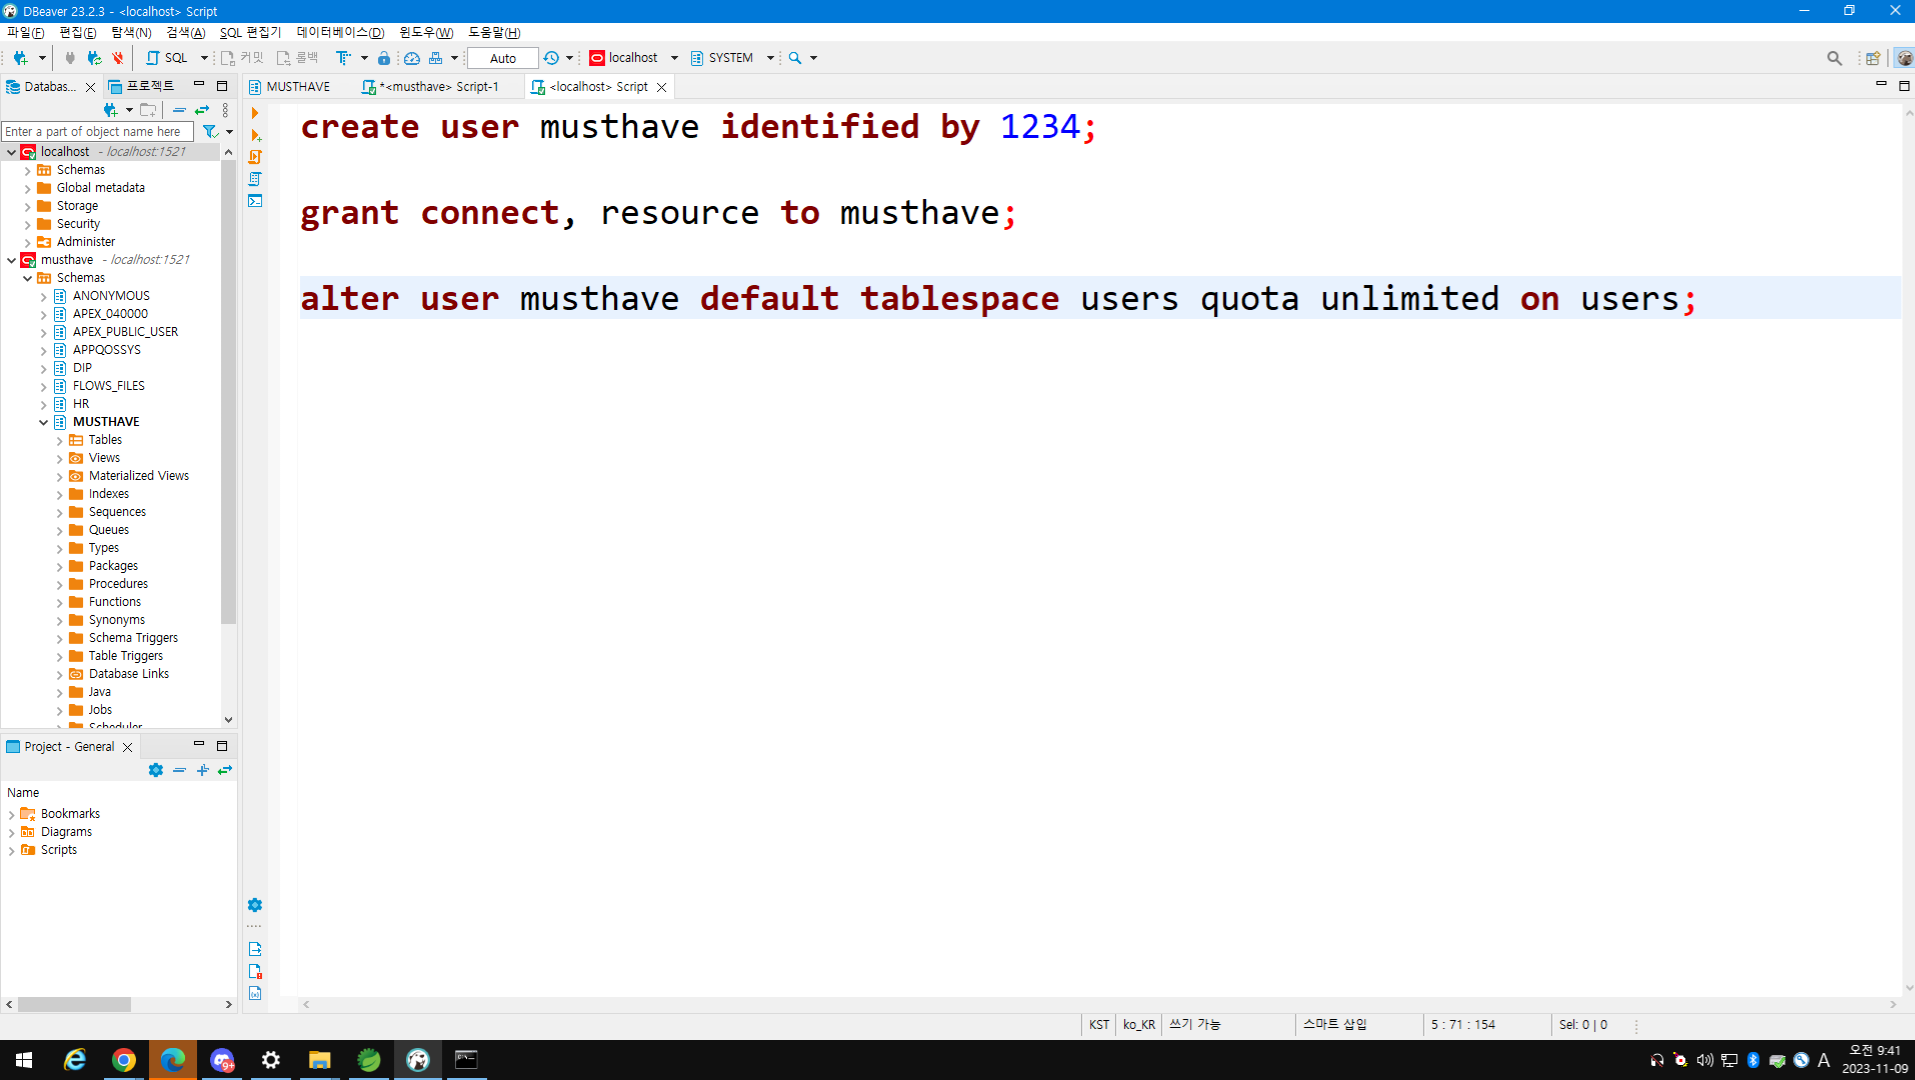 DBeaver 23.2.3 - <localhost> Script
파일(F) 편집(E) 탐색(N) 검색(A) SQL 편집기 데이터베이스(D) 윈도우(W) 도움말(H)
SQL 커밋 롤백 Auto localhost SYSTEM
Databas... 프로젝트
MUSTHAVE *<musthave> Script-1 <localhost> Script
Enter a part of object name here
localhost - localhost:1521
Schemas
Global metadata
Storage
Security
Administer
musthave - localhost:1521
Schemas
ANONYMOUS
APEX_040000
APEX_PUBLIC_USER
APPQOSSYS
DIP
FLOWS_FILES
HR
MUSTHAVE
Tables
Views
Materialized Views
Indexes
Sequences
Queues
Types
Packages
Procedures
Functions
Synonyms
Schema Triggers
Table Triggers
Database Links
Java
Jobs
Scheduler
create user musthave identified by 1234;
grant connect, resource to musthave;
alter user musthave default tablespace users quota unlimited on users;
Project - General
Name
Bookmarks
Diagrams
Scripts
KST ko_KR 쓰기 가능 스마트 삽입 5 : 71 : 154 Sel: 0 | 0
9+
A
오전 9:41
2023-11-09